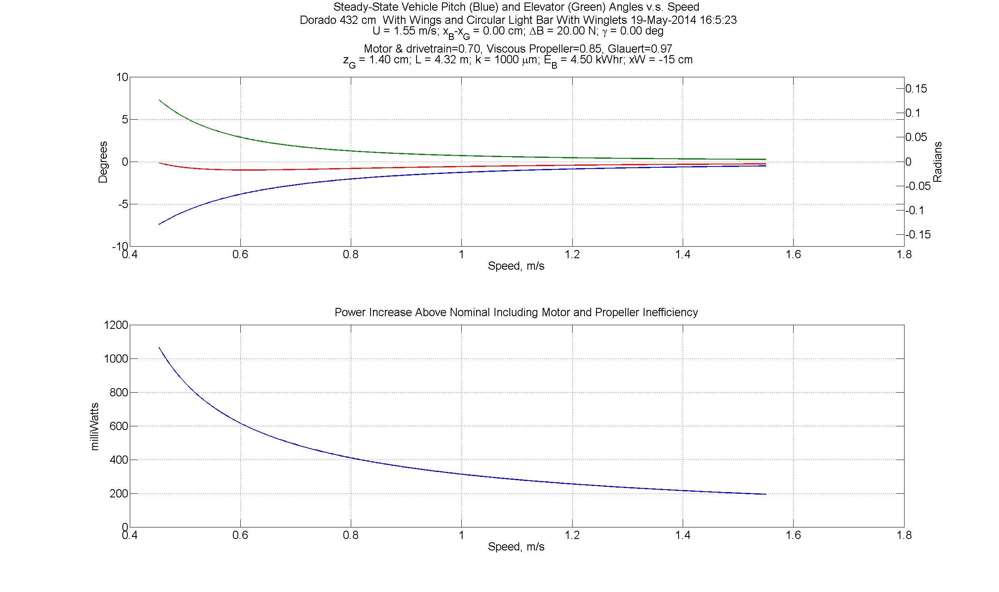 Steady-State Vehicle Pitch (Blue) and Elevator (Green) Angles v.s. Speed
Dorado 432 cm  With Wings and Circular Light Bar With Winglets 19-May-2014 16:5:23
U = 1.55 m/s; xB-xG = 0.00 cm; ΔB = 20.00 N; γ = 0.00 deg
Motor & drivetrain=0.70, Viscous Propeller=0.85, Glauert=0.97
zG = 1.40 cm; L = 4.32 m; k = 1000 μm; EB = 4.50 kWhr; xW = -15 cm
10
5
0
-5
-10
Degrees
0.15
0.1
0.05
0
-0.05
-0.1
-0.15
Radians
0.4 0.6 0.8 1 1.2 1.4 1.6 1.8
Speed, m/s
Power Increase Above Nominal Including Motor and Propeller Inefficiency
1200
1000
800
600
400
200
0
milliWatts
0.4 0.6 0.8 1 1.2 1.4 1.6 1.8
Speed, m/s